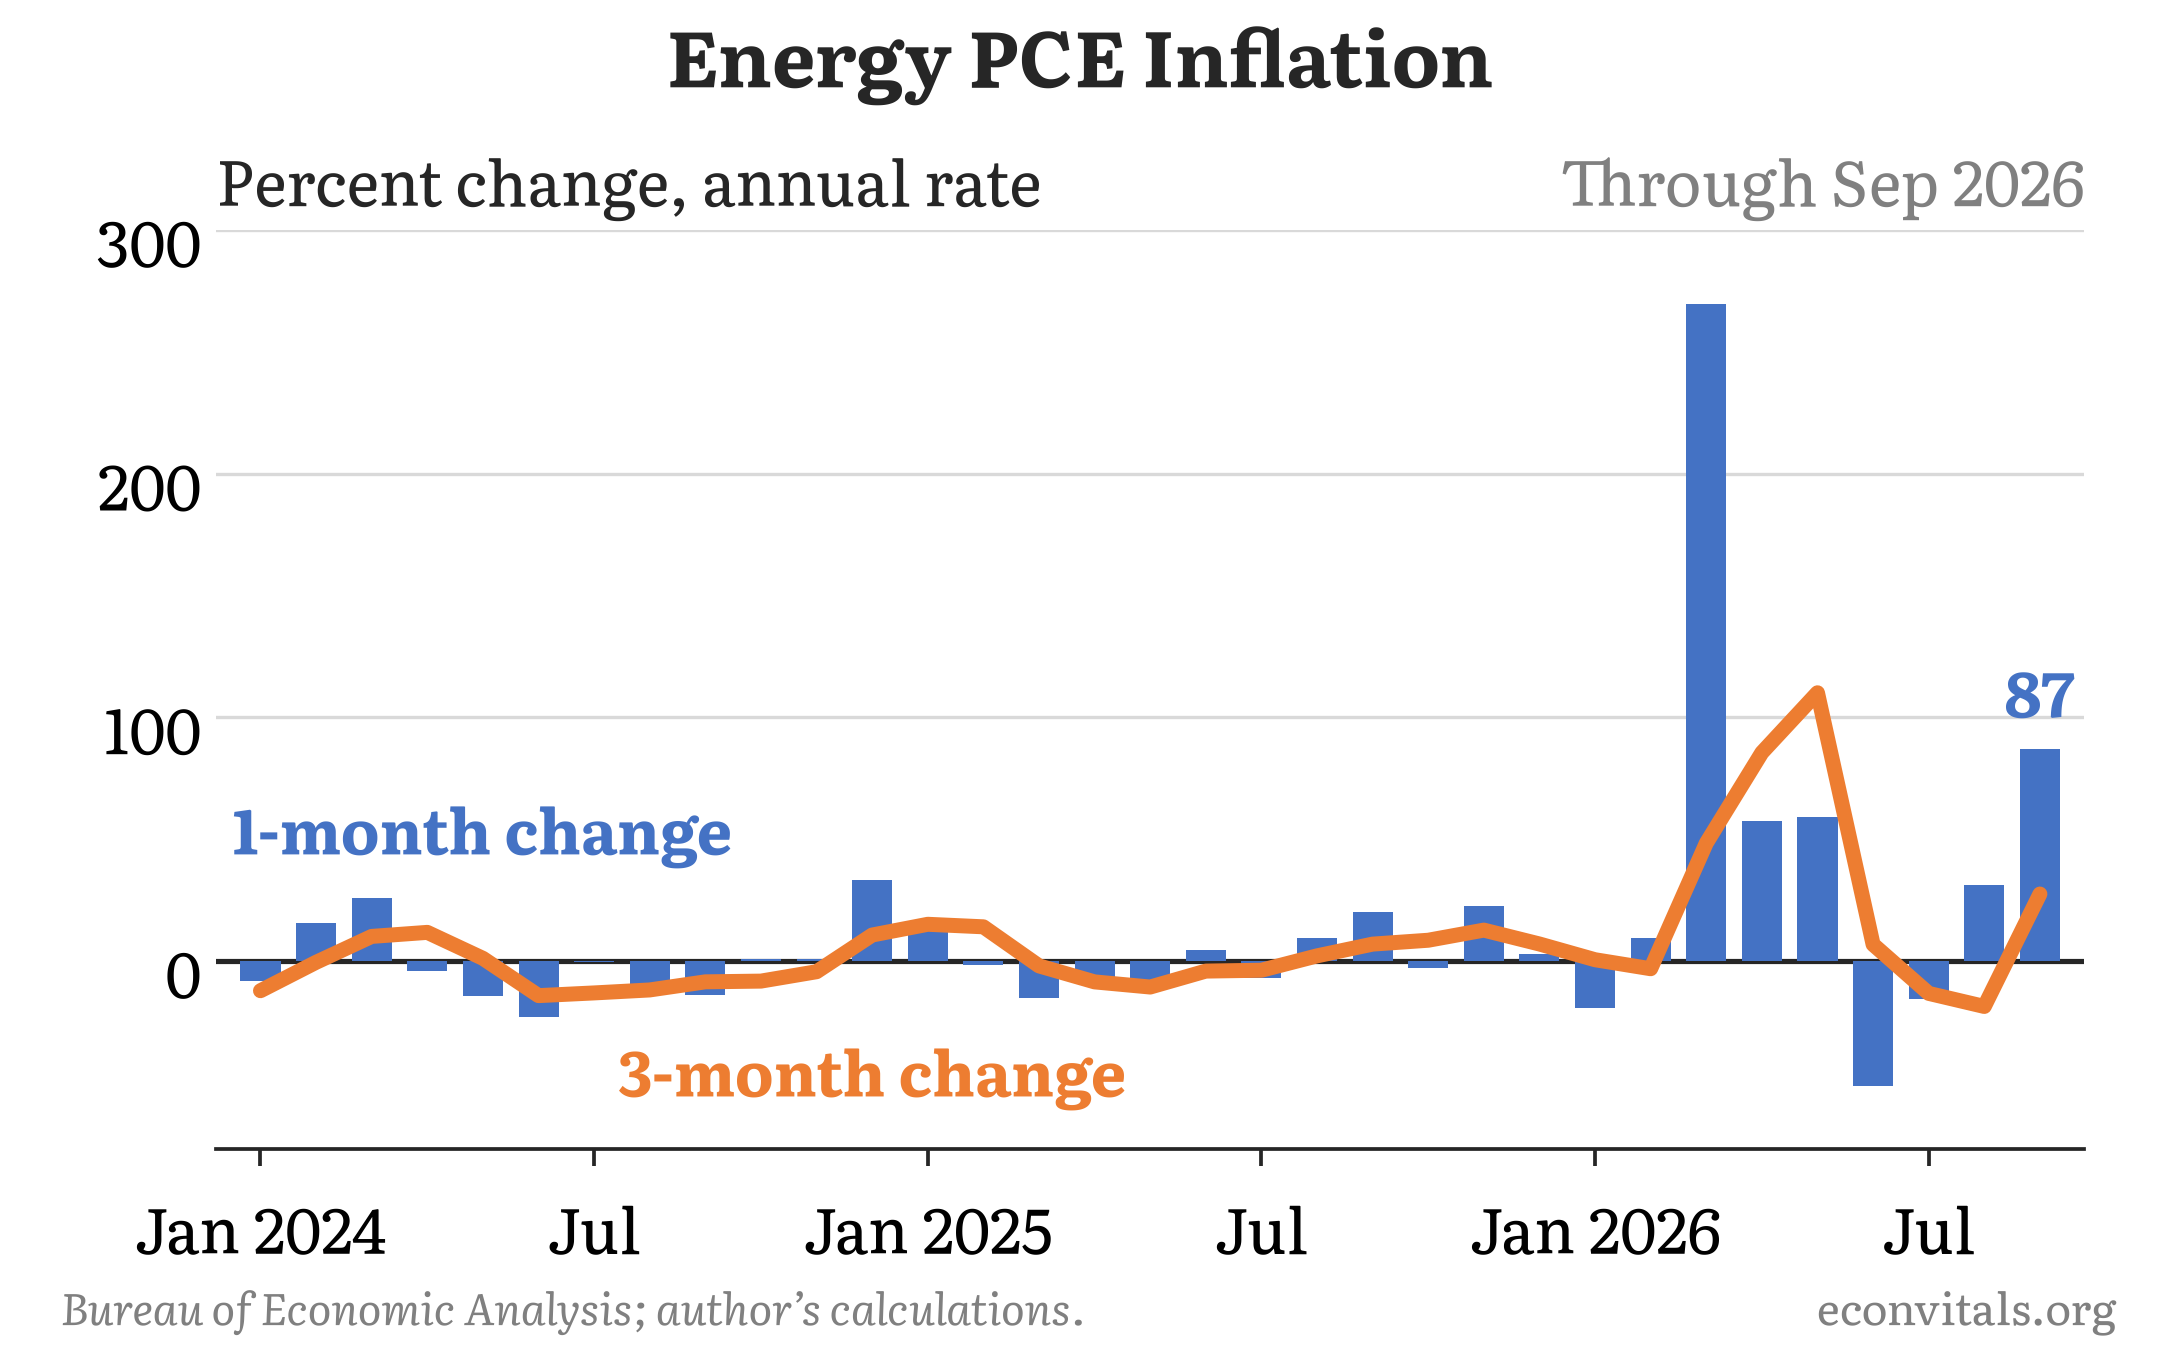 Energy PCE Inflation
Percent change, annual rate
Through Sep 2026
300
200
100
0
87
1-month change
3-month change
Jan 2024
Jul
Jan 2025
Jul
Jan 2026
Jul
Bureau of Economic Analysis; author’s calculations.
econvitals.org